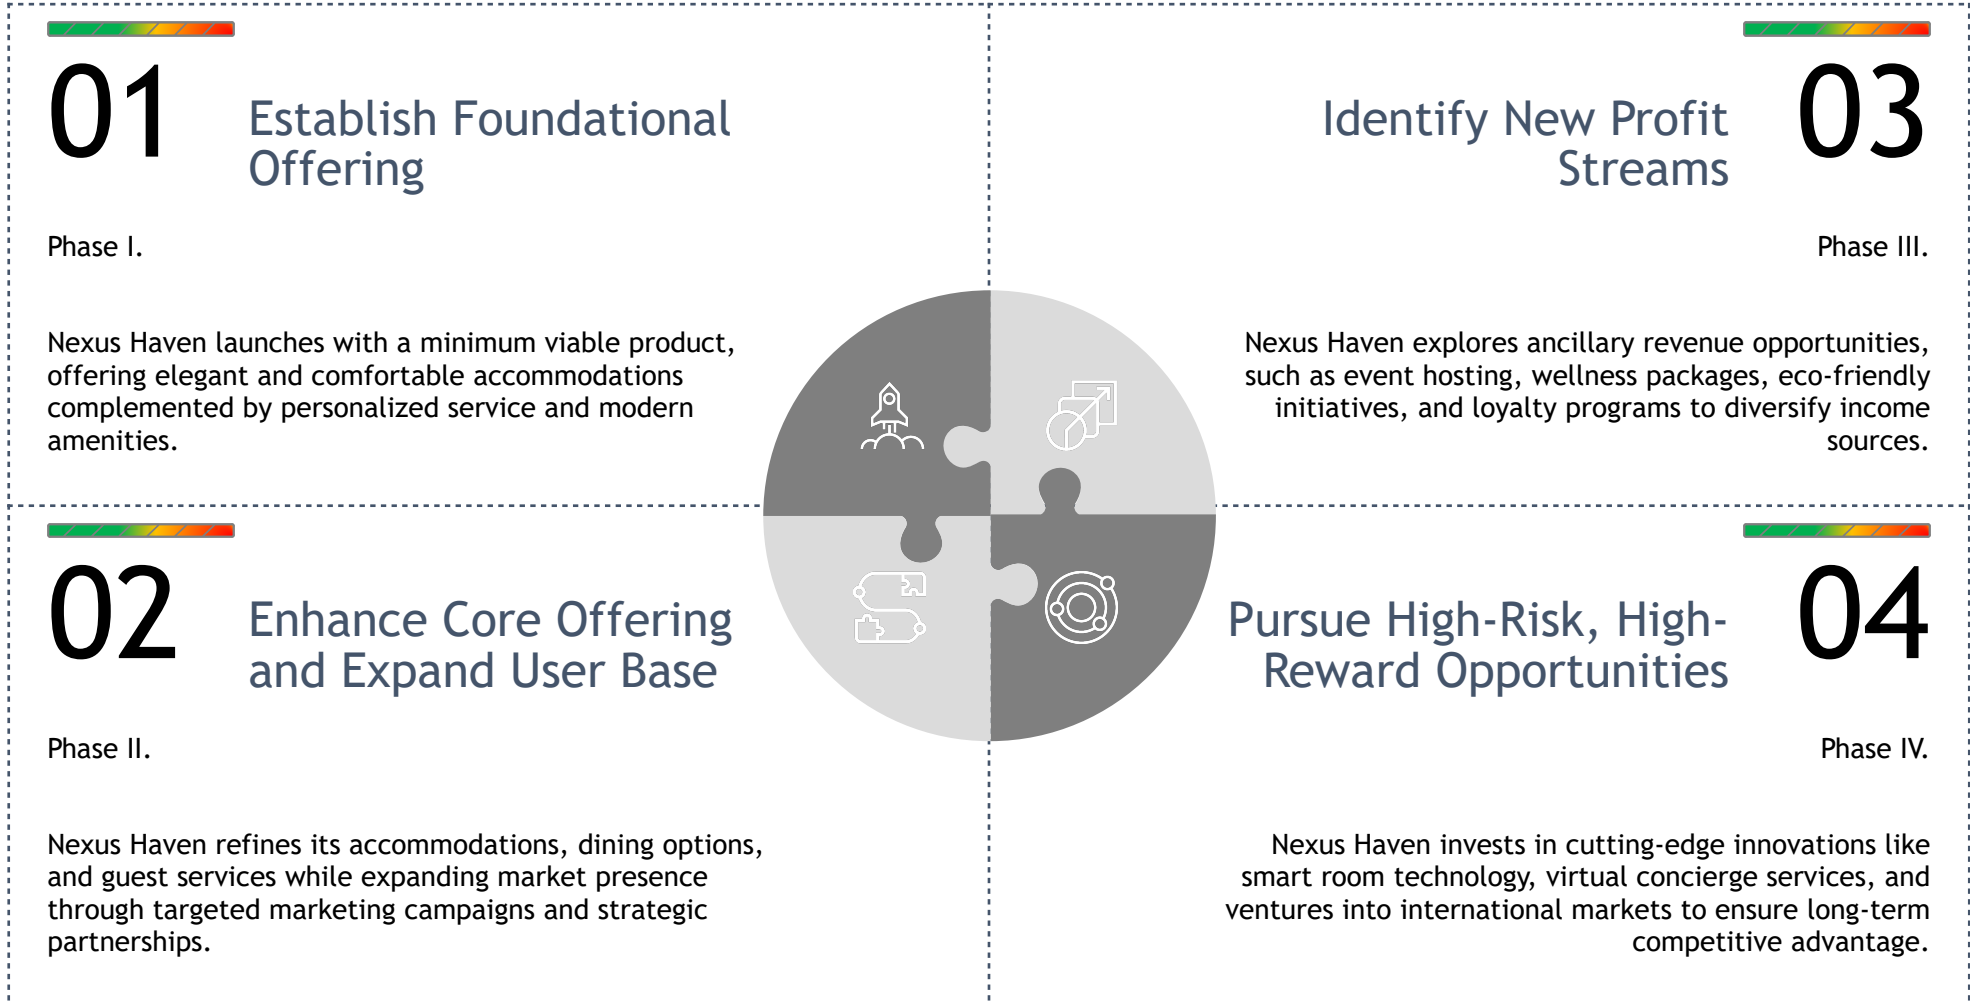 01
Establish Foundational
Offering
Phase I.
Nexus Haven launches with a minimum viable product,
offering elegant and comfortable accommodations
complemented by personalized service and modern
amenities.
02
Enhance Core Offering
and Expand User Base
Phase II.
Nexus Haven refines its accommodations, dining options,
and guest services while expanding market presence
through targeted marketing campaigns and strategic
partnerships.
03
Identify New Profit
Streams
Phase III.
Nexus Haven explores ancillary revenue opportunities,
such as event hosting, wellness packages, eco-friendly
initiatives, and loyalty programs to diversify income
sources.
04
Pursue High-Risk, High-
Reward Opportunities
Phase IV.
Nexus Haven invests in cutting-edge innovations like
smart room technology, virtual concierge services, and
ventures into international markets to ensure long-term
competitive advantage.